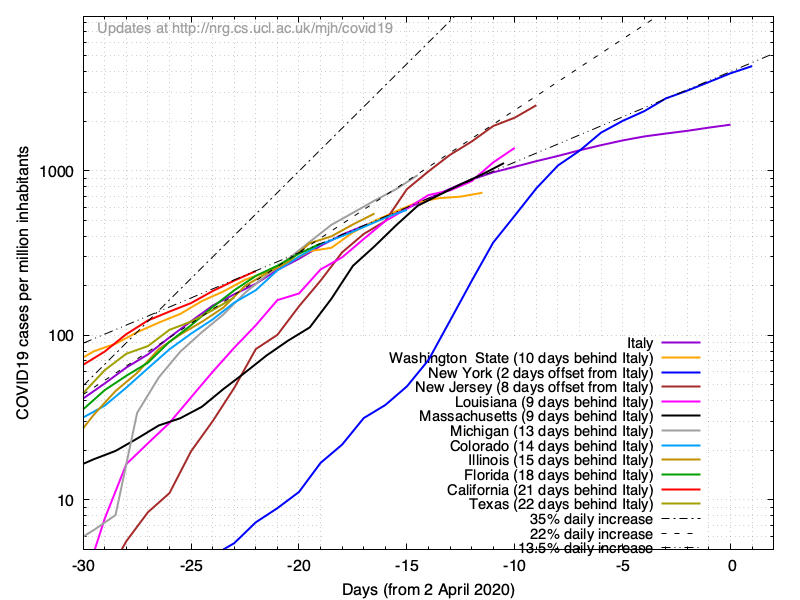 Updates at http://nrg.cs.ucl.ac.uk/mjh/covid19
COVID19 cases per million inhabitants
1000
100
10
Italy
Washington State (10 days behind Italy)
New York (2 days offset from Italy)
New Jersey (8 days offset from Italy)
Louisiana (9 days behind Italy)
Massachusetts (9 days behind Italy)
Michigan (13 days behind Italy)
Colorado (14 days behind Italy)
Illinois (15 days behind Italy)
Florida (18 days behind Italy)
California (21 days behind Italy)
Texas (22 days behind Italy)
35% daily increase
22% daily increase
13.5% daily increase
-30 -25 -20 -15 -10 -5 0
Days (from 2 April 2020)